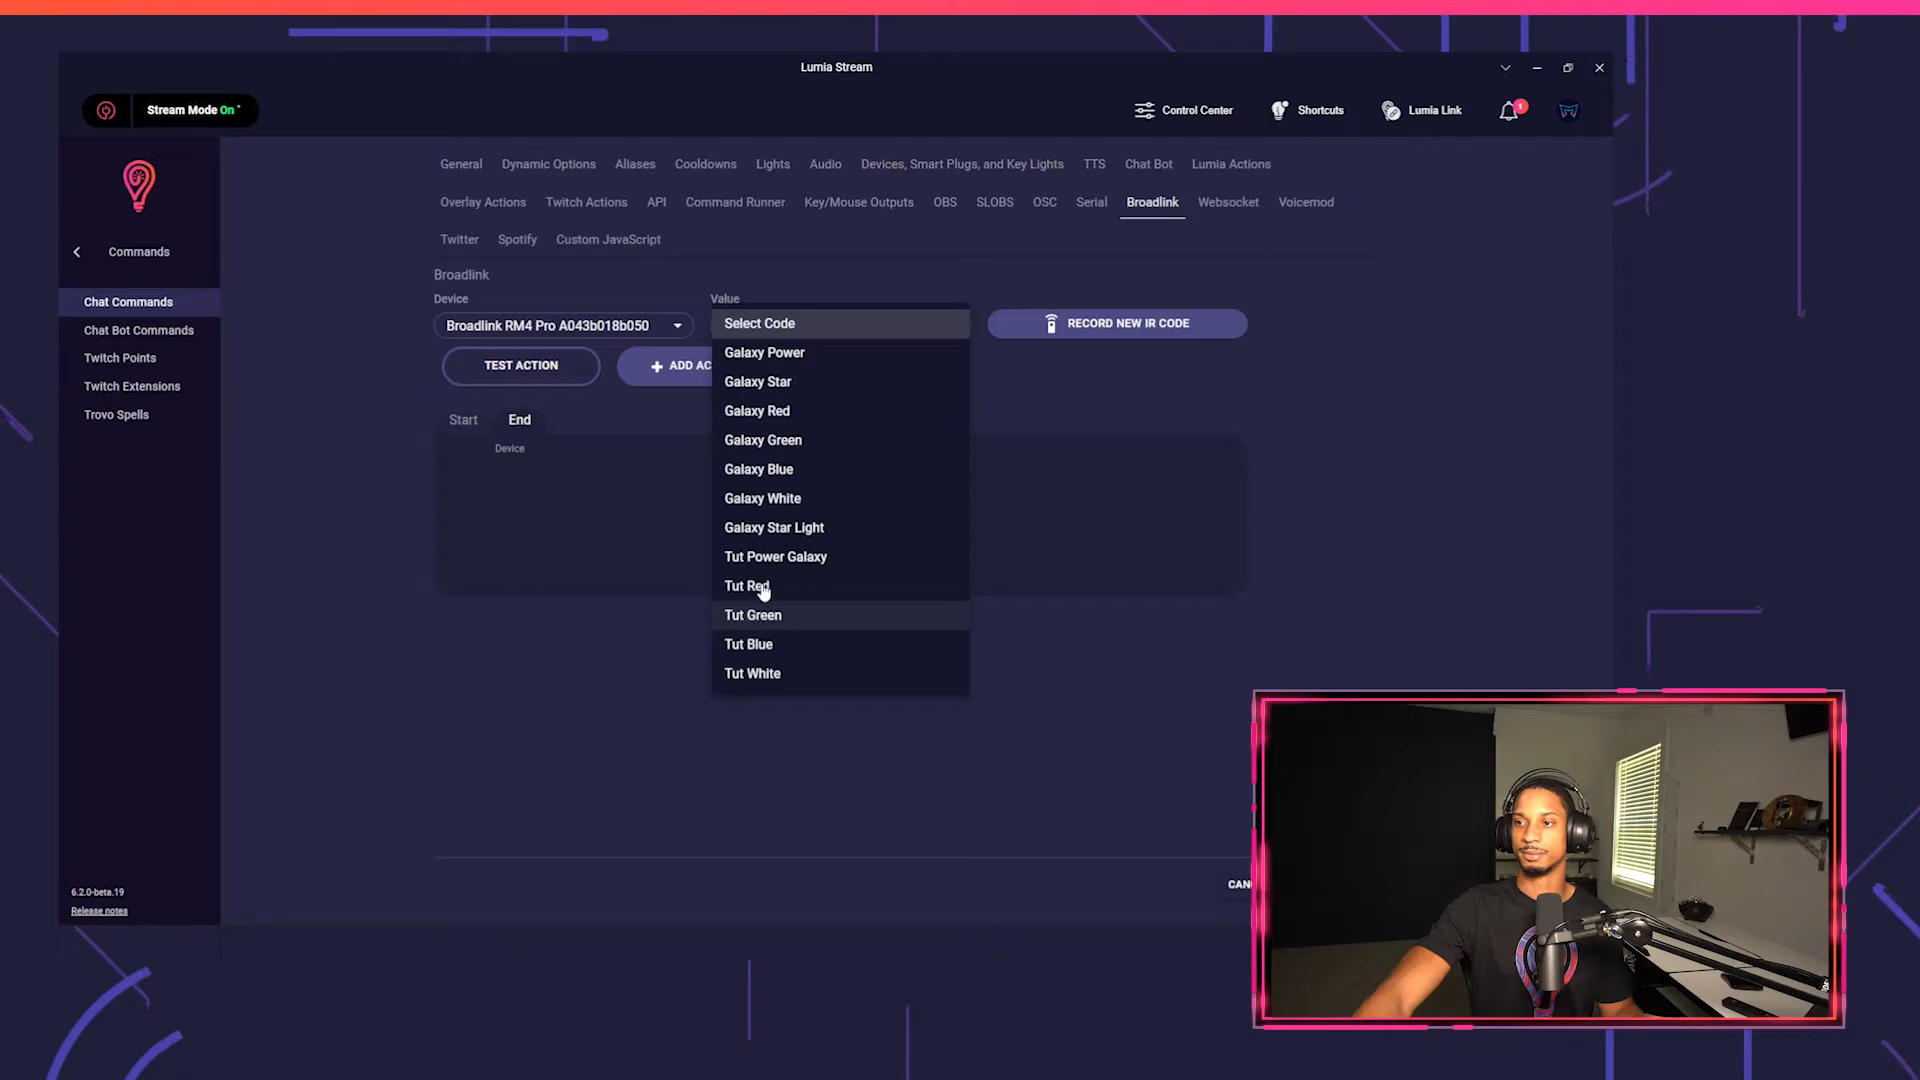 Lumia Stream
Stream Mode On
Control Center
Shortcuts
Lumia Link
1
General
Dynamic Options
Aliases
Cooldowns
Lights
Audio
Devices, Smart Plugs, and Key Lights
TTS
Chat Bot
Lumia Actions
Overlay Actions
Twitch Actions
API
Command Runner
Key/Mouse Outputs
OBS
SLOBS
OSC
Serial
Broadlink
Websocket
Voicemod
Twitter
Spotify
Custom JavaScript
Commands
Chat Commands
Chat Bot Commands
Twitch Points
Twitch Extensions
Trovo Spells
Broadlink
Device
Value
Broadlink RM4 Pro A043b018b050
RECORD NEW IR CODE
TEST ACTION
ADD AC
Start
End
Device
Select Code
Galaxy Power
Galaxy Star
Galaxy Red
Galaxy Green
Galaxy Blue
Galaxy White
Galaxy Star Light
Tut Power Galaxy
Tut Red
Tut Green
Tut Blue
Tut White
CAN
6.2.0-beta.19
Release notes